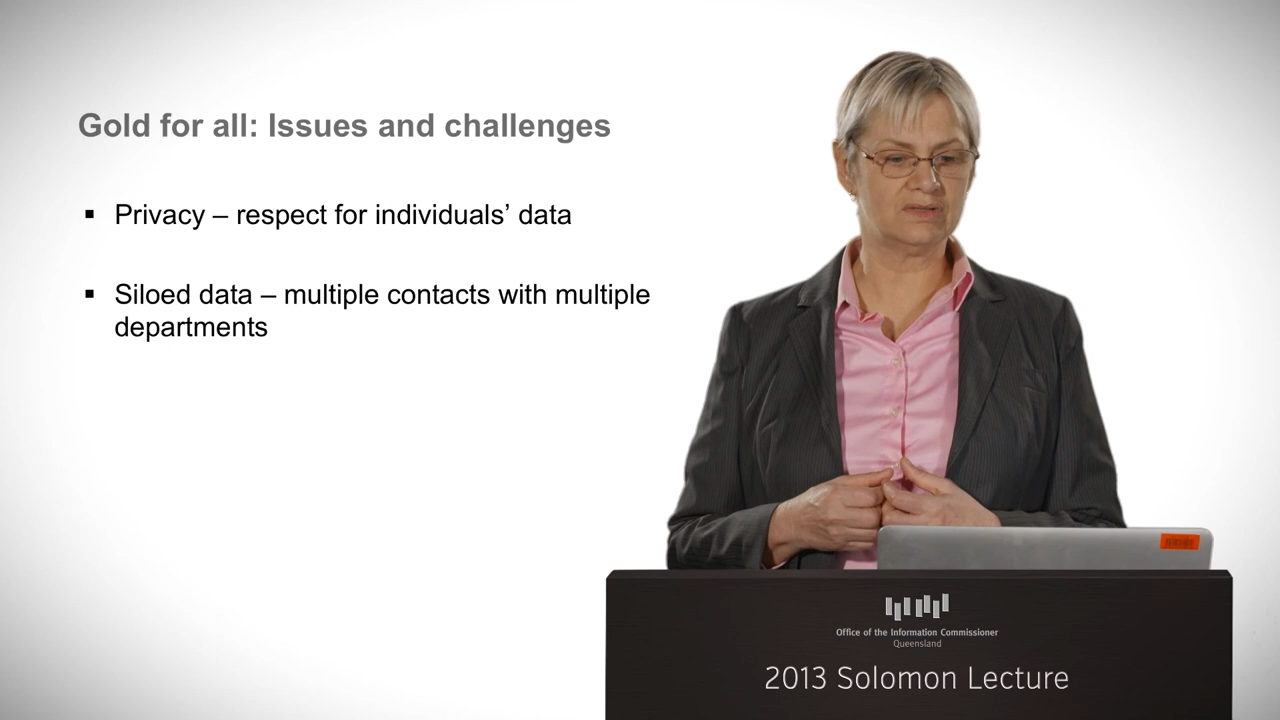 Gold for all: Issues and challenges
▪ Privacy – respect for individuals’ data
▪ Siloed data – multiple contacts with multiple
departments
Office of the Information Commissioner
Queensland
2013 Solomon Lecture